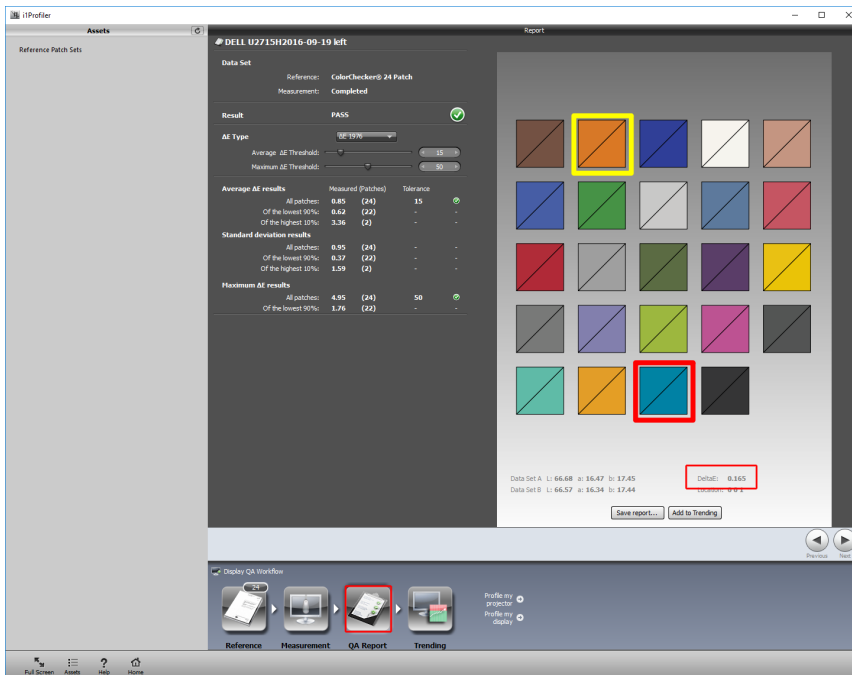 i1Profiler
Assets
Report
Reference Patch Sets
DELL U2715H2016-09-19 left
Data Set
Reference: ColorChecker® 24 Patch
Measurement: Completed
Result PASS
ΔE Type ΔE 1976
Average ΔE Threshold: 15
Maximum ΔE Threshold: 50
Average ΔE results Measured (Patches) Tolerance
All patches: 0.85 (24) 15
Of the lowest 90%: 0.62 (22) - -
Of the highest 10%: 3.36 (2) - -
Standard deviation results
All patches: 0.95 (24) - -
Of the lowest 90%: 0.37 (22) - -
Of the highest 10%: 1.59 (2) - -
Maximum ΔE results
All patches: 4.95 (24) 50
Of the lowest 90%: 1.76 (22) - -
Data Set A L: 66.68 a: 16.47 b: 17.45 DeltaE: 0.165
Data Set B L: 66.57 a: 16.34 b: 17.44 Location:
Save report... Add to Trending
Previous Next
Display QA Workflow
24
Profile my projector
Profile my display
Reference Measurement QA Report Trending
Full Screen Assets Help Home